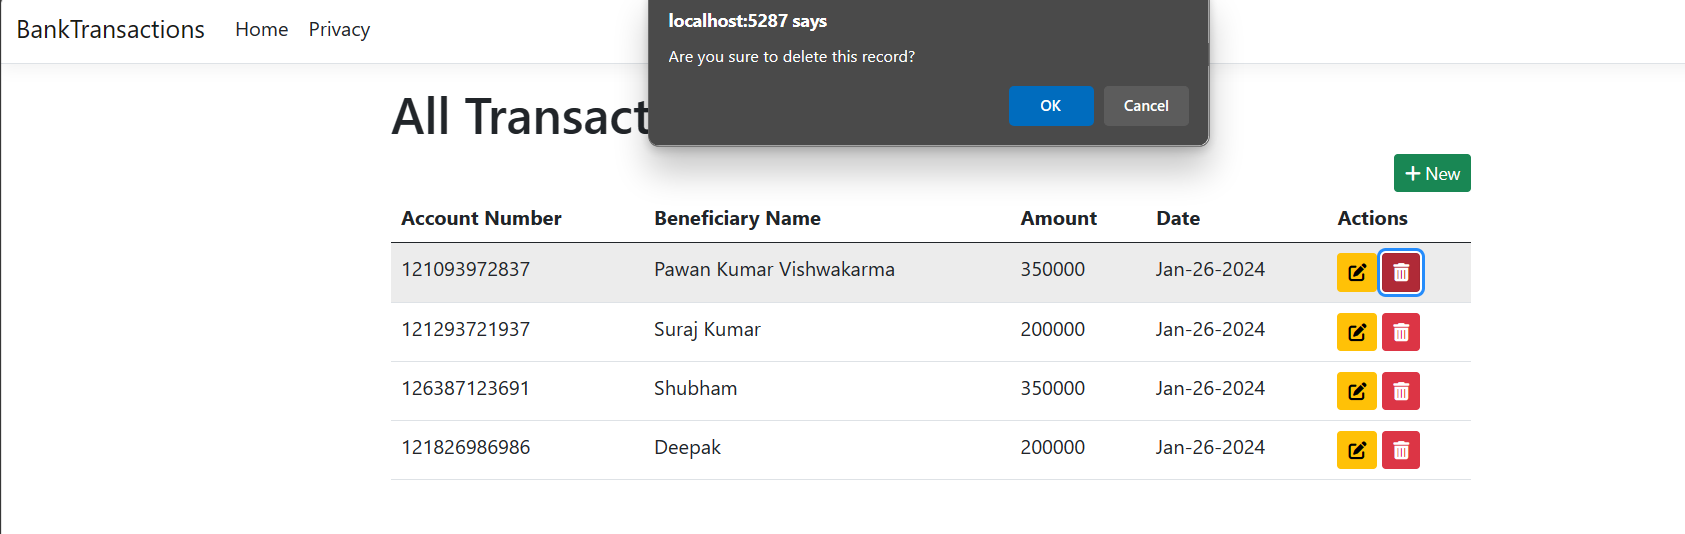 BankTransactions Home Privacy
localhost:5287 says
Are you sure to delete this record?
OK Cancel
All Transact
New
Account Number Beneficiary Name Amount Date Actions
121093972837 Pawan Kumar Vishwakarma 350000 Jan-26-2024
121293721937 Suraj Kumar 200000 Jan-26-2024
126387123691 Shubham 350000 Jan-26-2024
121826986986 Deepak 200000 Jan-26-2024